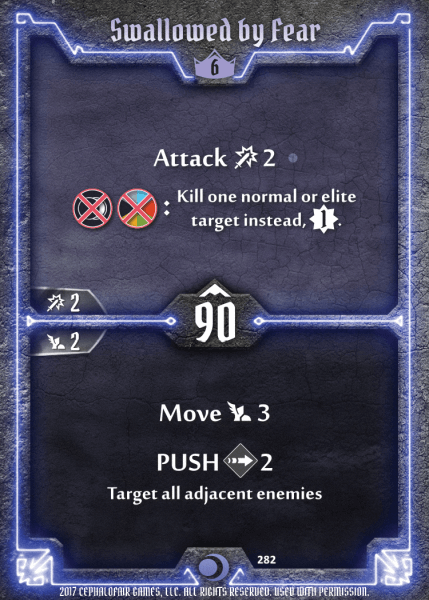 Swallowed by Fear
6
Attack 2
: Kill one normal or elite
target instead, 1.
2
90
2
Move 3
PUSH 2
Target all adjacent enemies
282
2017 CEPHALOFAIR GAMES, LLC. ALL RIGHTS RESERVED. USED WITH PERMISSION.